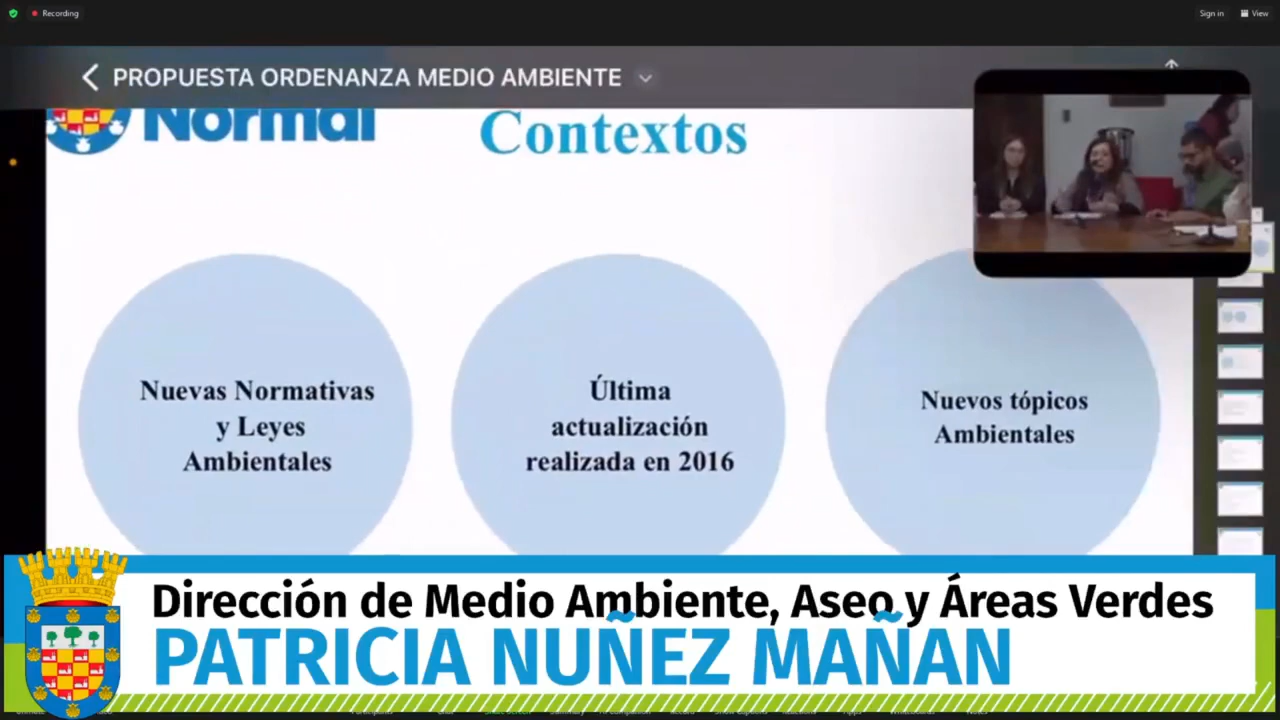 Recording
Sign in
View
PROPUESTA ORDENANZA MEDIO AMBIENTE
Normal
Contextos
Nuevas Normativas
y Leyes
Ambientales
Última
actualización
realizada en 2016
Nuevos tópicos
Ambientales
Dirección de Medio Ambiente, Aseo y Áreas Verdes
PATRICIA NUÑEZ MAÑAN